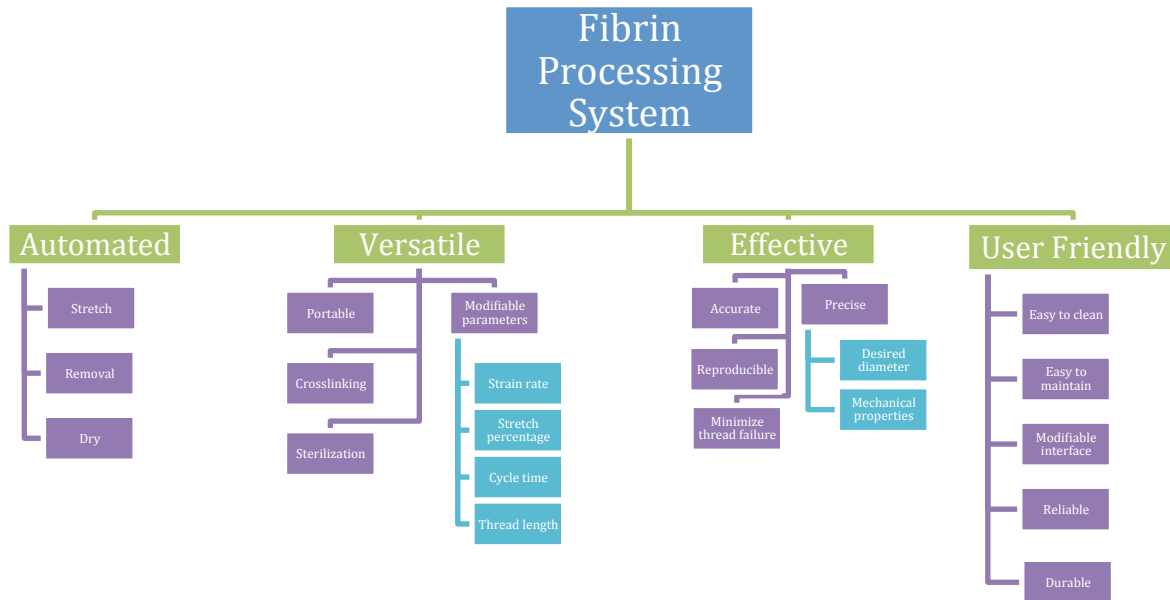 Fibrin
Processing
System
Automated
Versatile
Effective
User Friendly
Stretch
Removal
Dry
Portable
Crosslinking
Sterilization
Modifiable
parameters
Strain rate
Stretch
percentage
Cycle time
Thread length
Accurate
Reproducible
Minimize
thread failure
Precise
Desired
diameter
Mechanical
properties
Easy to clean
Easy to
maintain
Modifiable
interface
Reliable
Durable